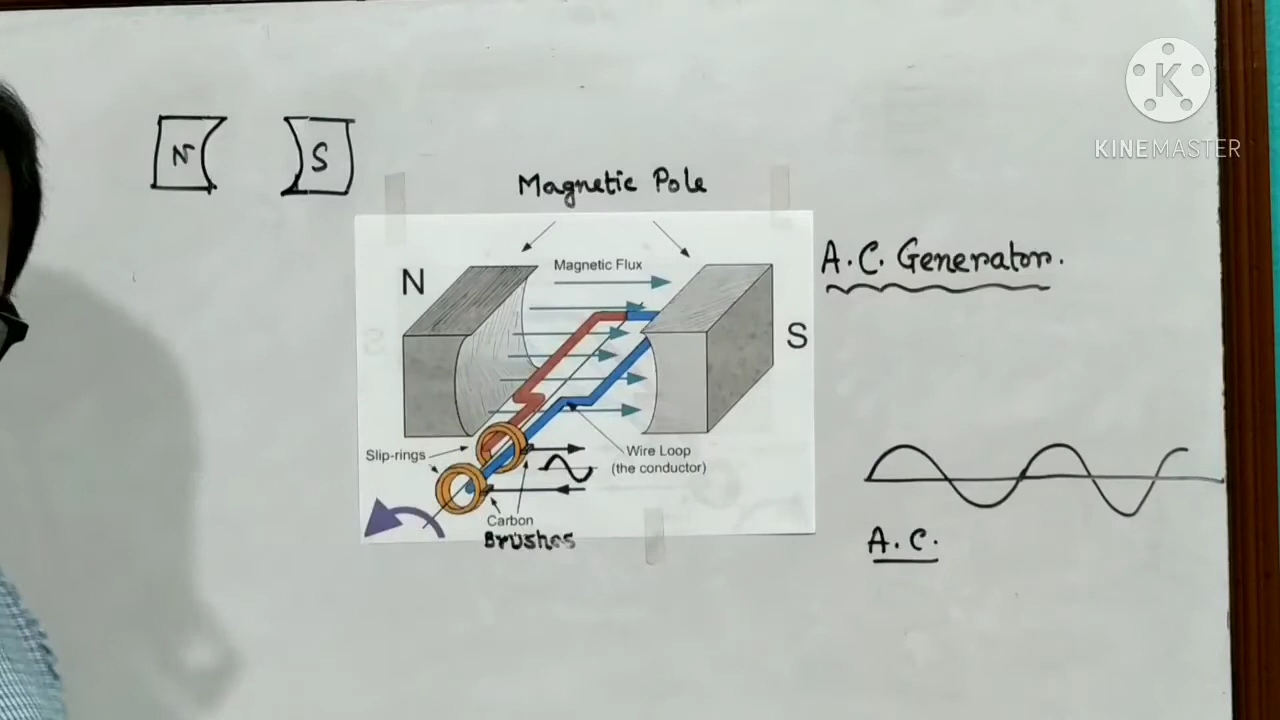 K
KINEMASTER
N S
Magnetic Pole
N
Magnetic Flux
S
A.C. Generator.
Slip-rings
Wire Loop
(the conductor)
Carbon
Brushes
A.C.